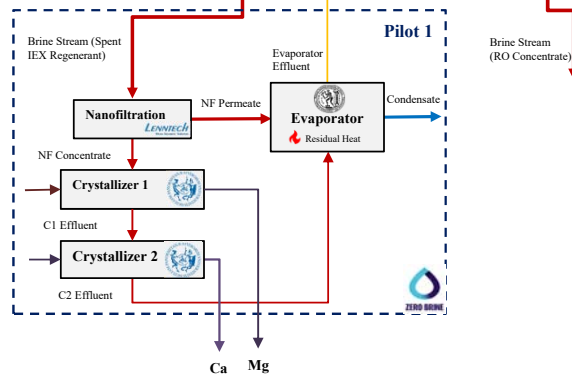 Pilot 1
Brine Stream (Spent
IEX Regenerant)
Evaporator
Effluent
Brine Stream
(RO Concentrate)
Nanofiltration
LENNTECH
NF Permeate
Evaporator
Residual Heat
Condensate
NF Concentrate
Crystallizer 1
C1 Effluent
Crystallizer 2
C2 Effluent
ZERO BRINE
Ca
Mg